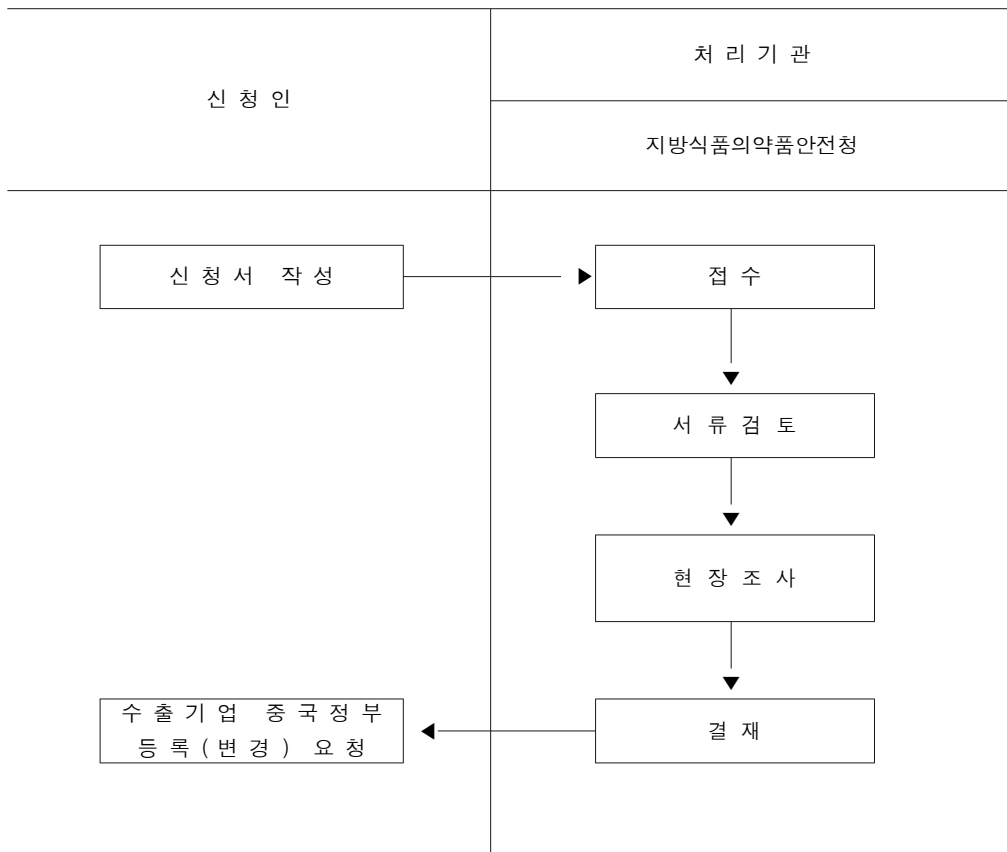 신 청 인
처 리 기 관
지방식품의약품안전청
신 청 서 작 성
접 수
서 류 검 토
현 장 조 사
수 출 기 업 중 국 정 부
등 록 ( 변 경 ) 요 청
결 재